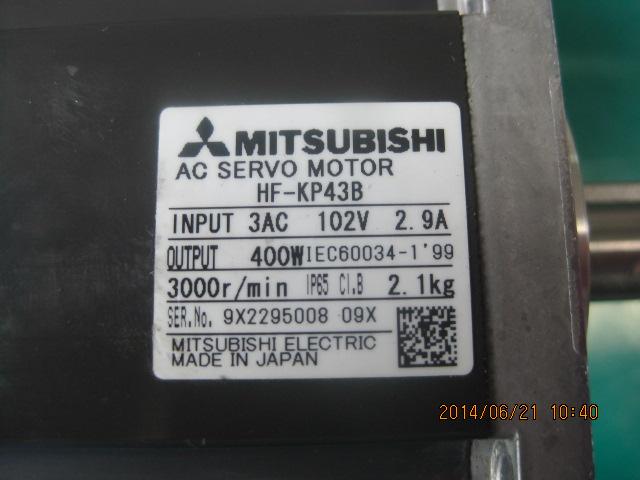 MITSUBISHI
AC SERVO MOTOR
HF-KP43B
INPUT 3AC 102V 2.9A
OUTPUT 400W IEC60034-1'99
3000r/min IP65 Cl.B 2.1kg
SER.No. 9X2295008 09X
MITSUBISHI ELECTRIC
MADE IN JAPAN
2014/06/21 10:40